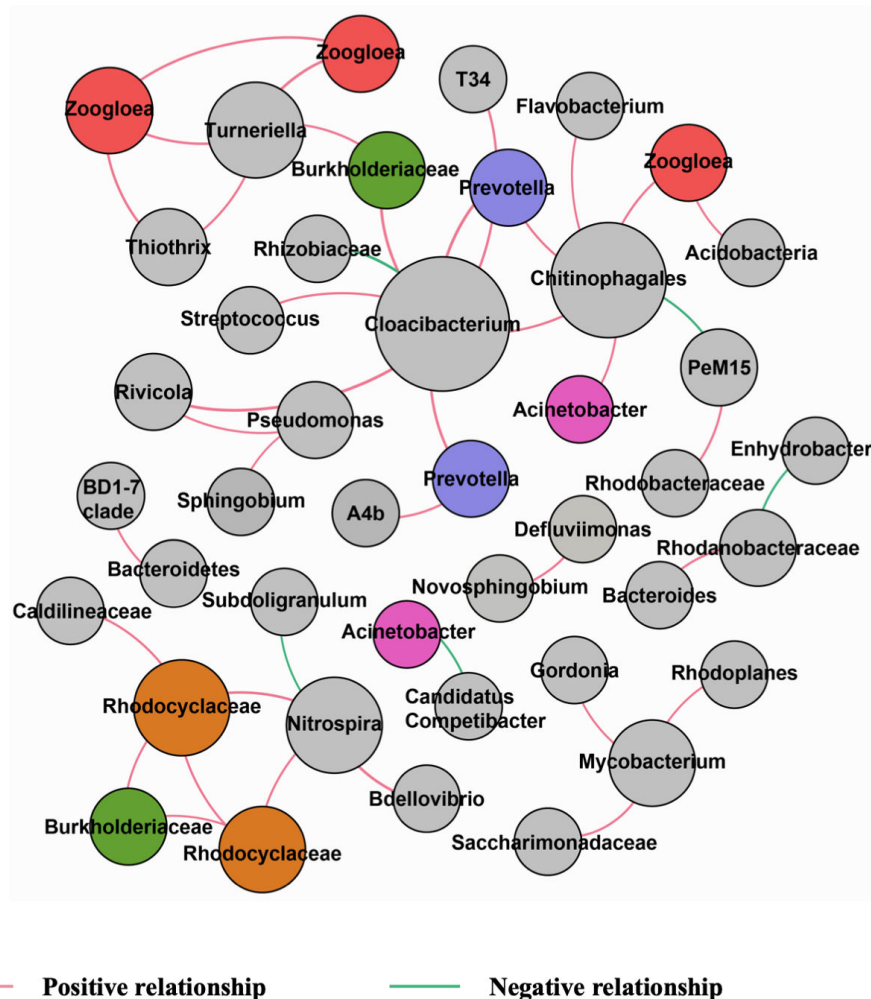 Zoogloea
T34
Zoogloea
Flavobacterium
Turneriella
Burkholderiaceae
Zoogloea
Prevotella
Thiothrix
Rhizobiaceae
Acidobacteria
Chitinophagales
Streptococcus
Cloacibacterium
PeM15
Rivicola
Acinetobacter
Pseudomonas
Enhydrobacter
Prevotella
Rhodobacteraceae
BD1-7
clade
Sphingobium
A4b
Defluviimonas
Rhodanobacteraceae
Bacteroidetes
Novosphingobium
Bacteroides
Subdoligranulum
Caldilineaceae
Acinetobacter
Gordonia
Rhodoplanes
Candidatus
Competibacter
Rhodocyclaceae
Nitrospira
Mycobacterium
Bdellovibrio
Burkholderiaceae
Saccharimonadaceae
Rhodocyclaceae
Positive relationship
Negative relationship